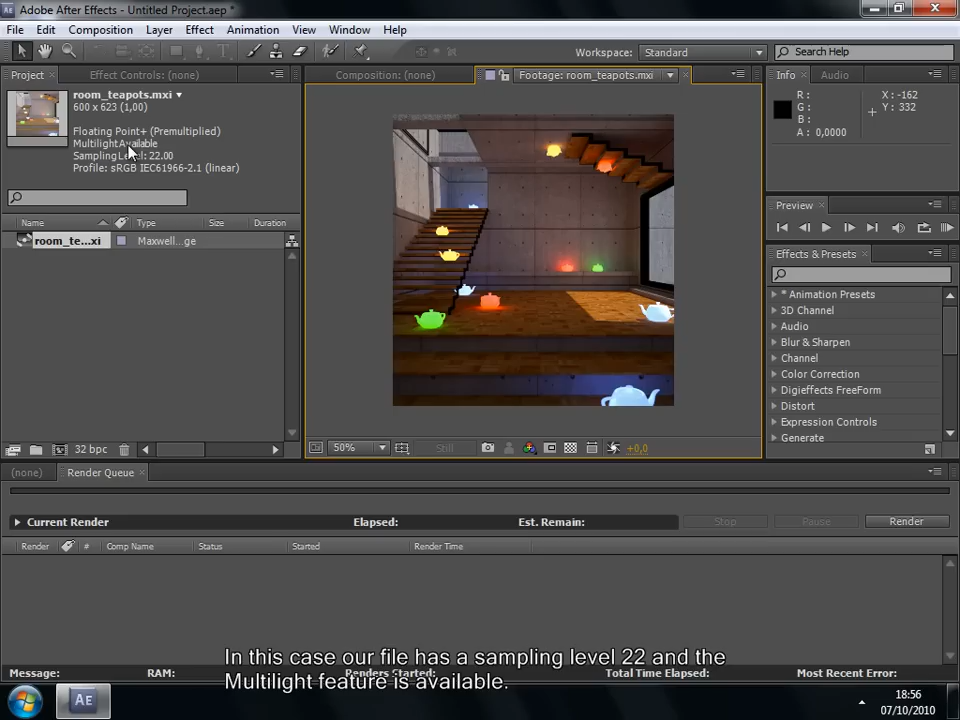 Adobe After Effects - Untitled Project.aep *
File Edit Composition Layer Effect Animation View Window Help
Workspace: Standard Search Help
Project Effect Controls: (none) Composition: (none) Footage: room_teapots.mxi Info Audio
room_teapots.mxi
600 x 623 (1,00)
Floating Point+ (Premultiplied)
Multilight Available
Sampling Level: 22.00
Profile: sRGB IEC61966-2.1 (linear)
R :
G :
B :
A : 0,0000
X : -162
Y : 332
Preview
Name Type Size Duration
room_te...xi Maxwell...ge
Effects & Presets
* Animation Presets
3D Channel
Audio
Blur & Sharpen
Channel
Color Correction
Digieffects FreeForm
Distort
Expression Controls
Generate
32 bpc
50% Still +0,0
(none) Render Queue
Current Render Elapsed: Est. Remain: Stop Pause Render
Render # Comp Name Status Started Render Time
In this case our file has a sampling level 22 and the
Multilight feature is available.
Message: RAM: Renders Started: Total Time Elapsed: Most Recent Error:
Ae
18:56
07/10/2010